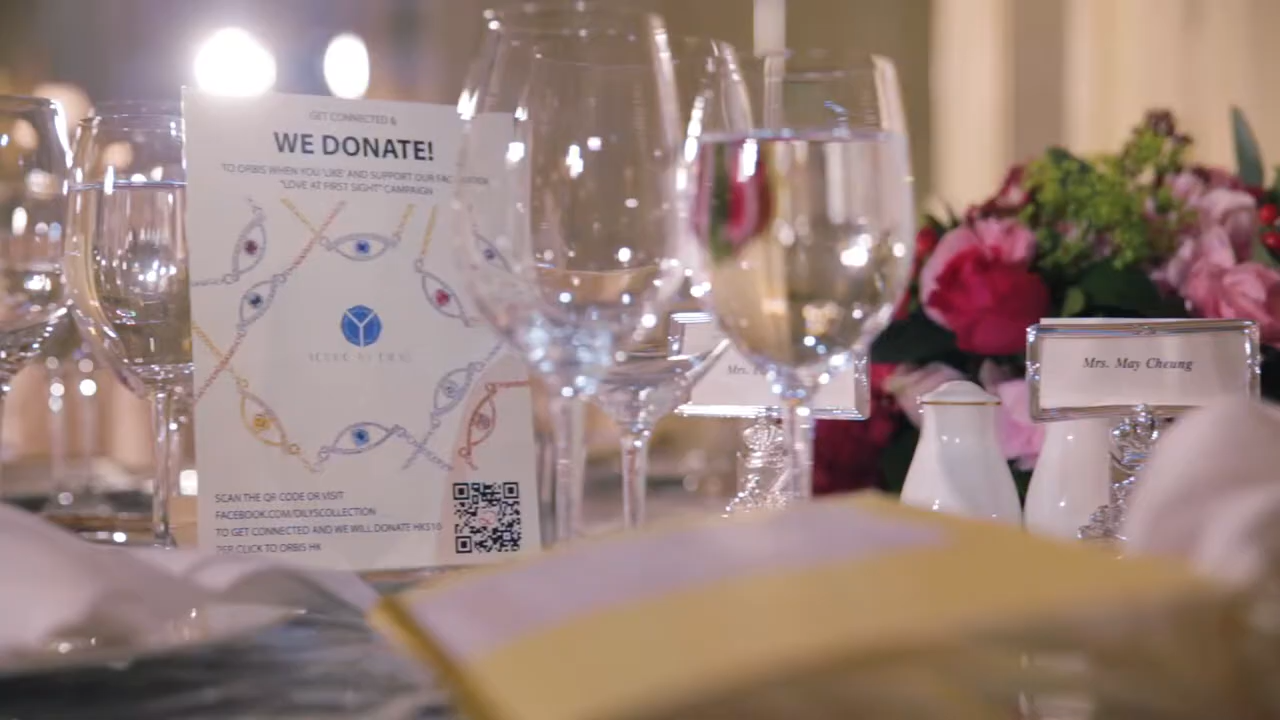 GET CONNECTED &
WE DONATE!
TO ORBIS WHEN YOU 'LIKE' AND SUPPORT OUR
"LOVE AT FIRST SIGHT" CAMPAIGN
SCAN THE QR CODE OR VISIT
FACEBOOK.COM/DILYSCOLLECTION
TO GET CONNECTED AND WE WILL DONATE HK$10
PER CLICK TO ORBIS HK
Mrs.
Mrs. May Cheung